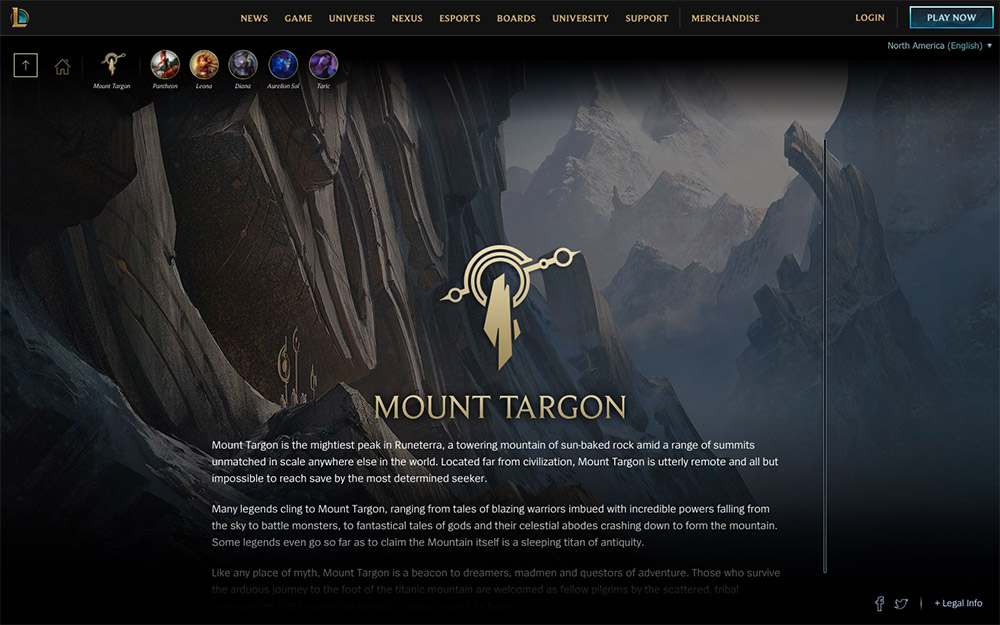 NEWS GAME UNIVERSE NEXUS ESPORTS BOARDS UNIVERSITY SUPPORT MERCHANDISE LOGIN PLAY NOW
North America (English)
Mount Targon Pantheon Leona Diana Aurelion Sol Taric
MOUNT TARGON
Mount Targon is the mightiest peak in Runeterra, a towering mountain of sun-baked rock amid a range of summits
unmatched in scale anywhere else in the world. Located far from civilization, Mount Targon is utterly remote and all but
impossible to reach save by the most determined seeker.
Many legends cling to Mount Targon, ranging from tales of blazing warriors imbued with incredible powers falling from
the sky to battle monsters, to fantastical tales of gods and their celestial abodes crashing down to form the mountain.
Some legends even go so far as to claim the Mountain itself is a sleeping titan of antiquity.
Like any place of myth, Mount Targon is a beacon to dreamers, madmen and questors of adventure. Those who survive
the arduous journey to the foot of the titanic mountain are welcomed as fellow pilgrims by the scattered, tribal
+ Legal Info